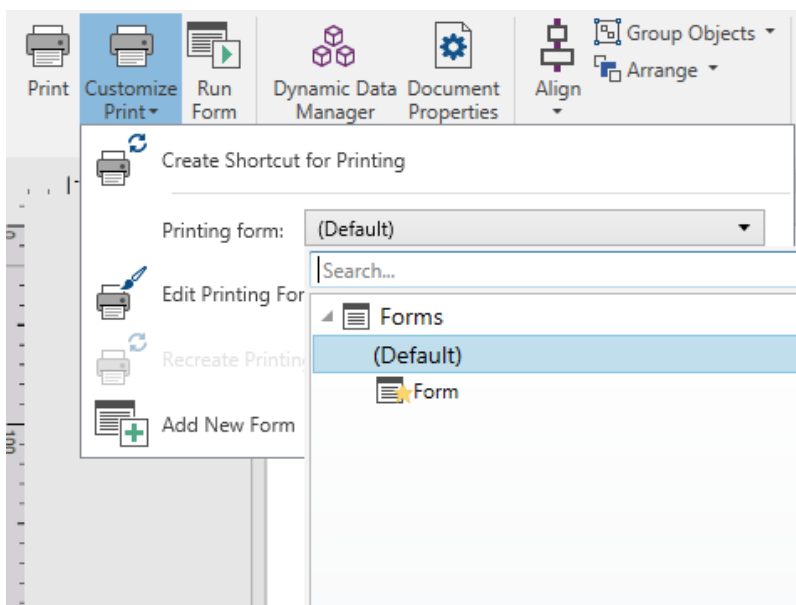 Group Objects
Arrange
Print
Customize
Print
Run
Form
Dynamic Data
Manager
Document
Properties
Align
Create Shortcut for Printing
Printing form:
(Default)
Search...
Edit Printing For
Forms
(Default)
Recreate Printin
Form
Add New Form
100